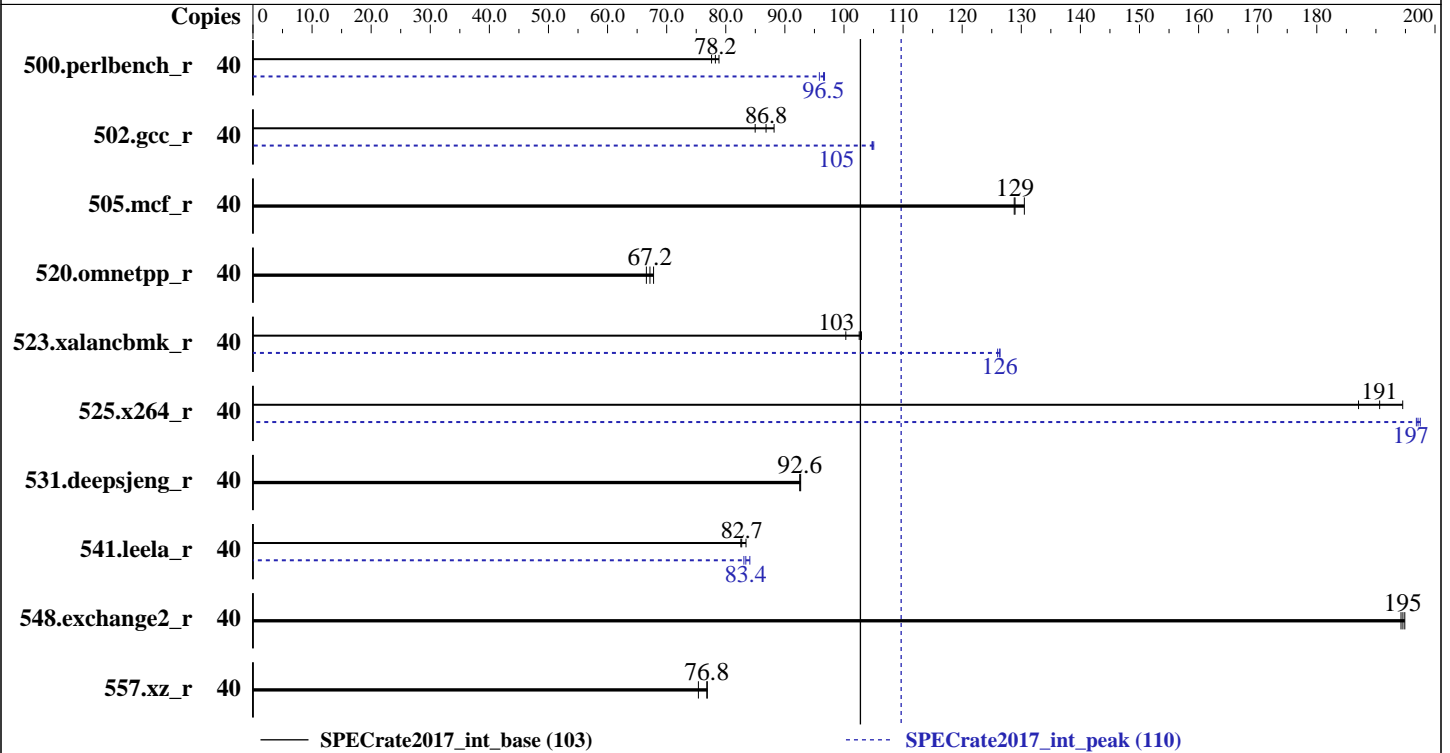 Copies 0 10.0 20.0 30.0 40.0 50.0 60.0 70.0 80.0 90.0 100 110 120 130 140 150 160 170 180 200
500.perlbench_r 40 78.2
96.5
502.gcc_r 40 86.8
105
505.mcf_r 40 129
520.omnetpp_r 40 67.2
523.xalancbmk_r 40 103
126
525.x264_r 40 191
197
531.deepsjeng_r 40 92.6
541.leela_r 40 82.7
83.4
548.exchange2_r 40 195
557.xz_r 40 76.8
SPECrate2017_int_base (103) SPECrate2017_int_peak (110)